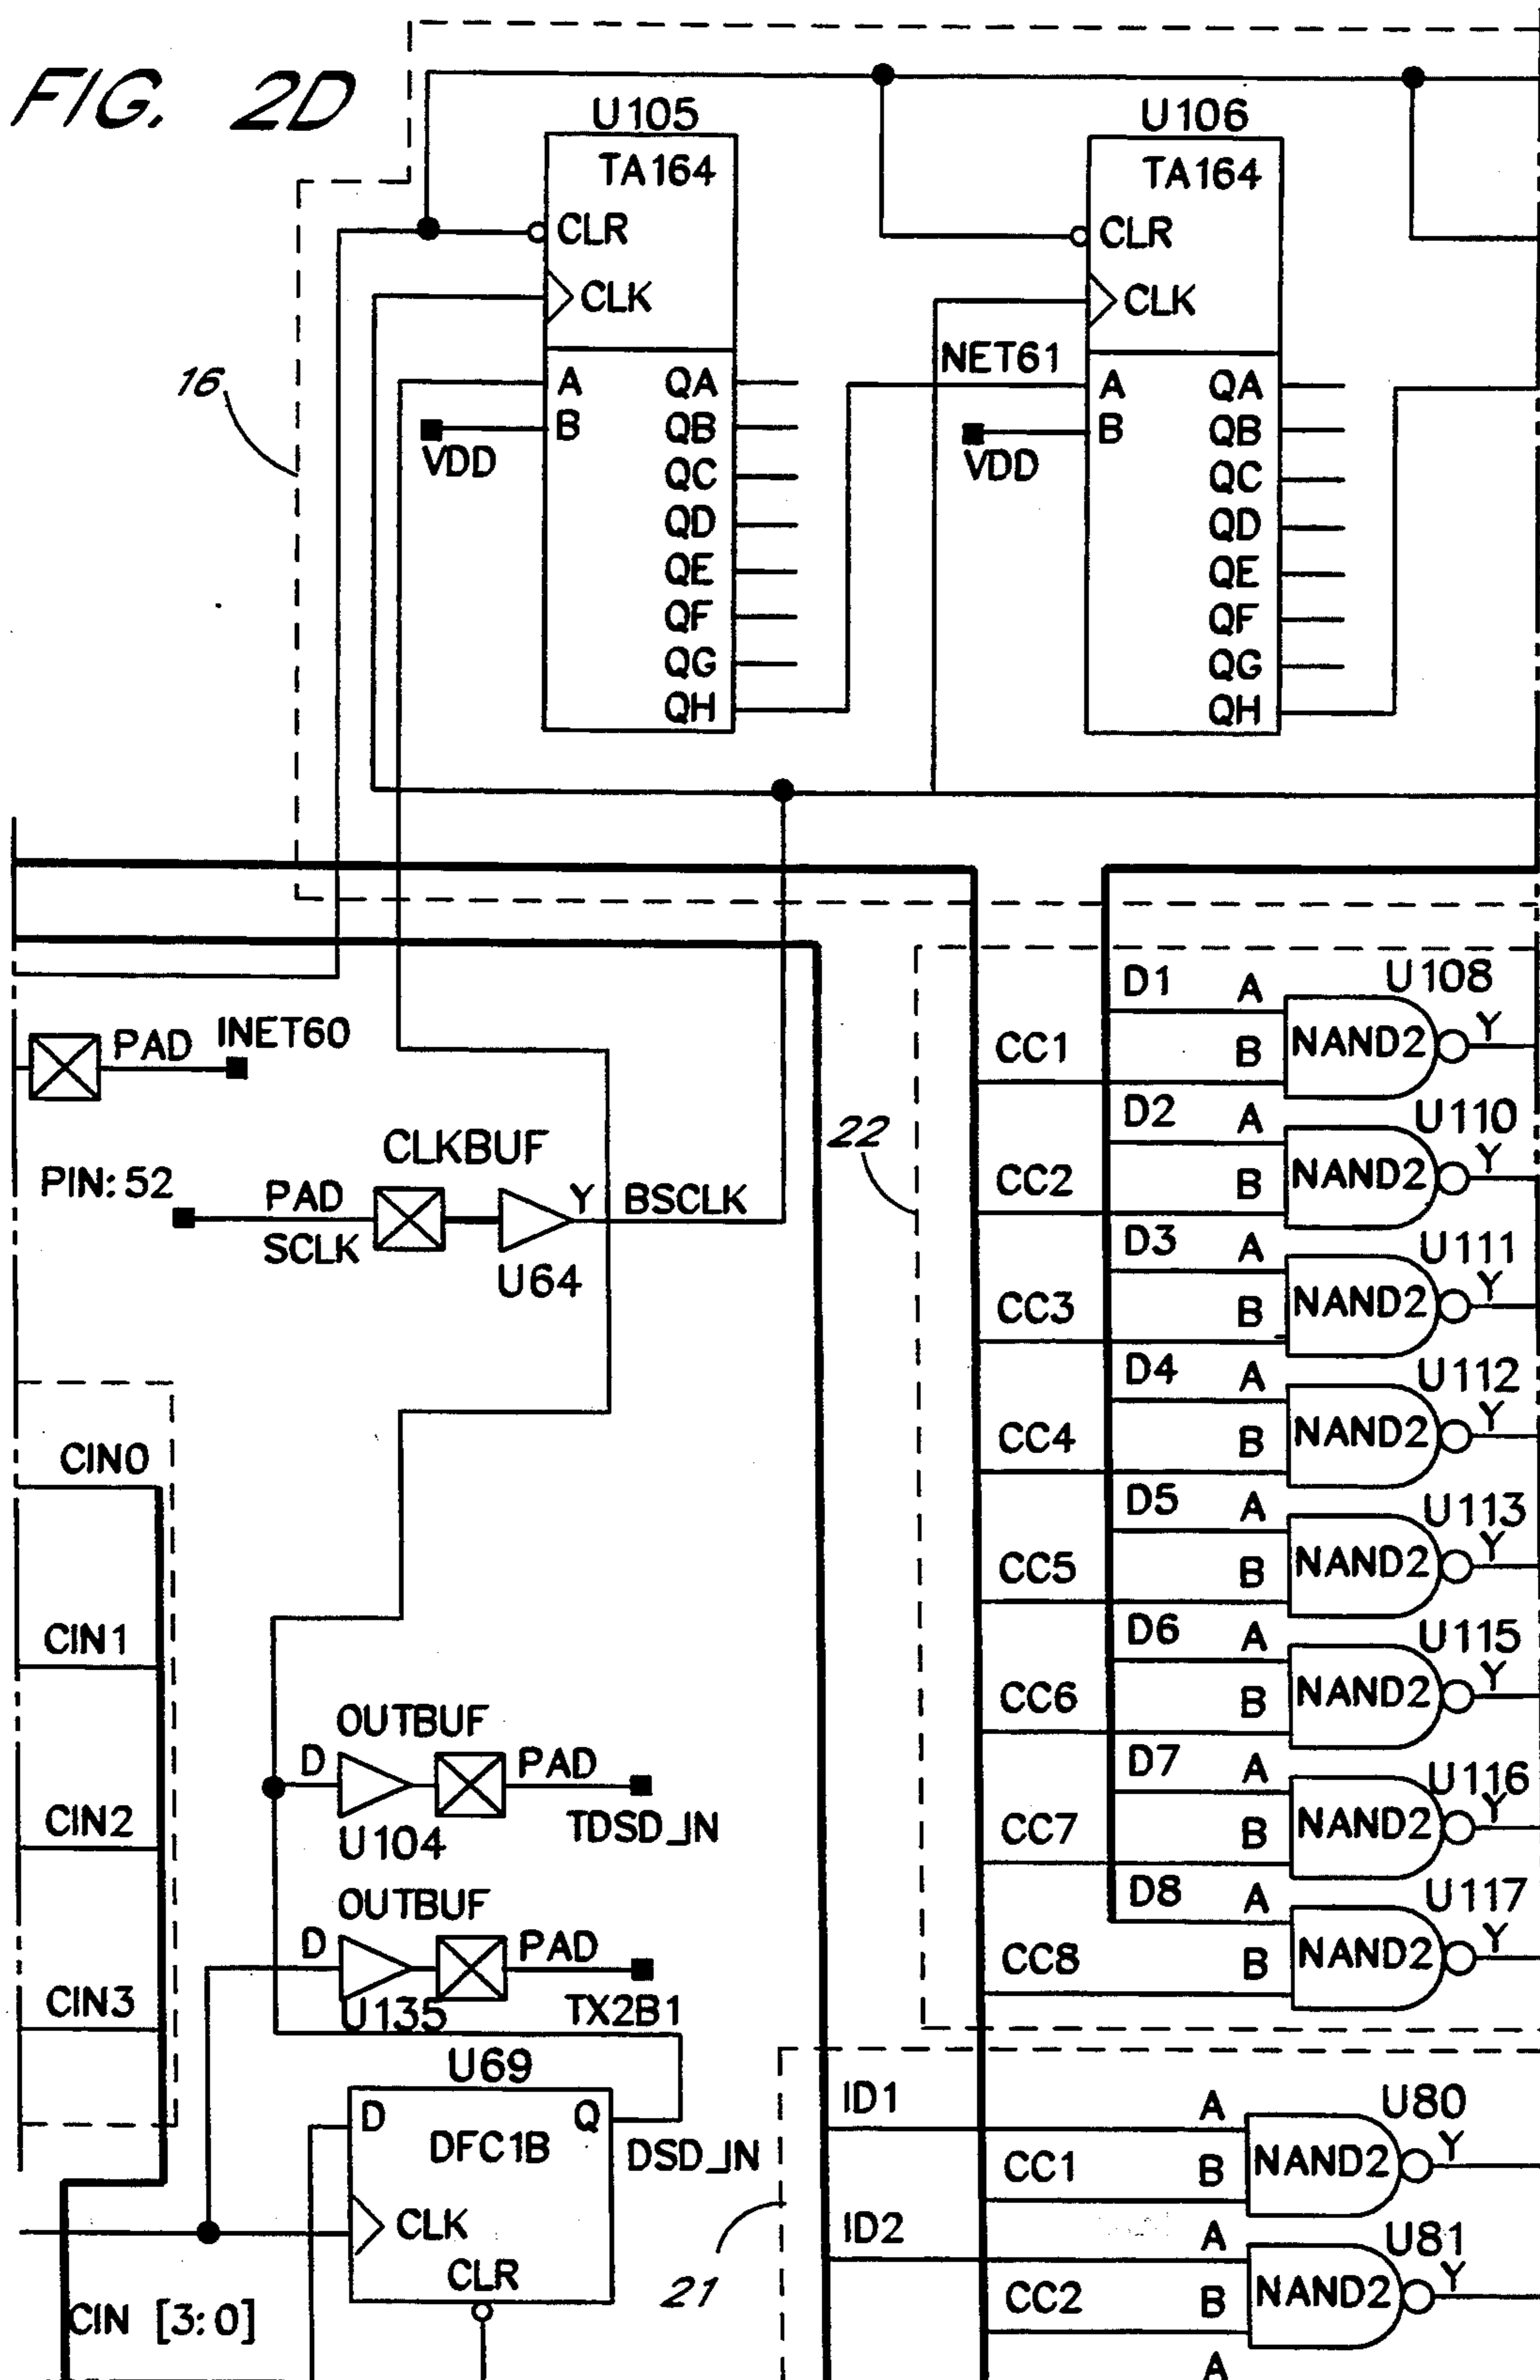 FIG. 2D
U105
TA164
CLR
CLK
A
B
QA
QB
QC
QD
QE
QF
QG
QH
VDD
16
U106
TA164
CLR
CLK
NET61
A
B
QA
QB
QC
QD
QE
QF
QG
QH
VDD
PAD
INET60
PIN: 52
PAD
SCLK
CLKBUF
Y
U64
BSCLK
CIN0
CIN1
CIN2
CIN3
CIN [3:0]
OUTBUF
D
U104
PAD
TDSD_IN
OUTBUF
D
U135
PAD
TX2B1
U69
D
Q
DFC1B
CLK
CLR
DSD_IN
22
D1
A
U108
CC1
B
NAND2
Y
D2
A
U110
CC2
B
NAND2
Y
D3
A
U111
CC3
B
NAND2
Y
D4
A
U112
CC4
B
NAND2
Y
D5
A
U113
CC5
B
NAND2
Y
D6
A
U115
CC6
B
NAND2
Y
D7
A
U116
CC7
B
NAND2
Y
D8
A
U117
CC8
B
NAND2
Y
21
ID1
A
U80
CC1
B
NAND2
Y
ID2
A
U81
CC2
B
NAND2
Y
A